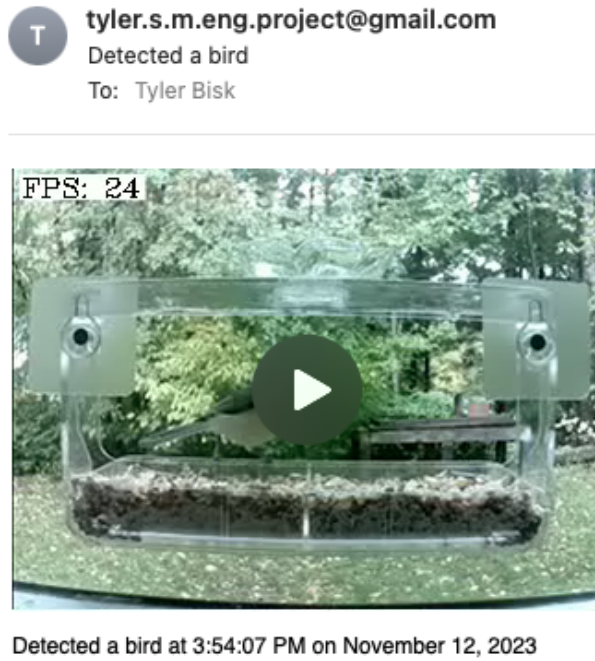 T
tyler.s.m.eng.project@gmail.com
Detected a bird
To: Tyler Bisk
FPS: 24
Detected a bird at 3:54:07 PM on November 12, 2023